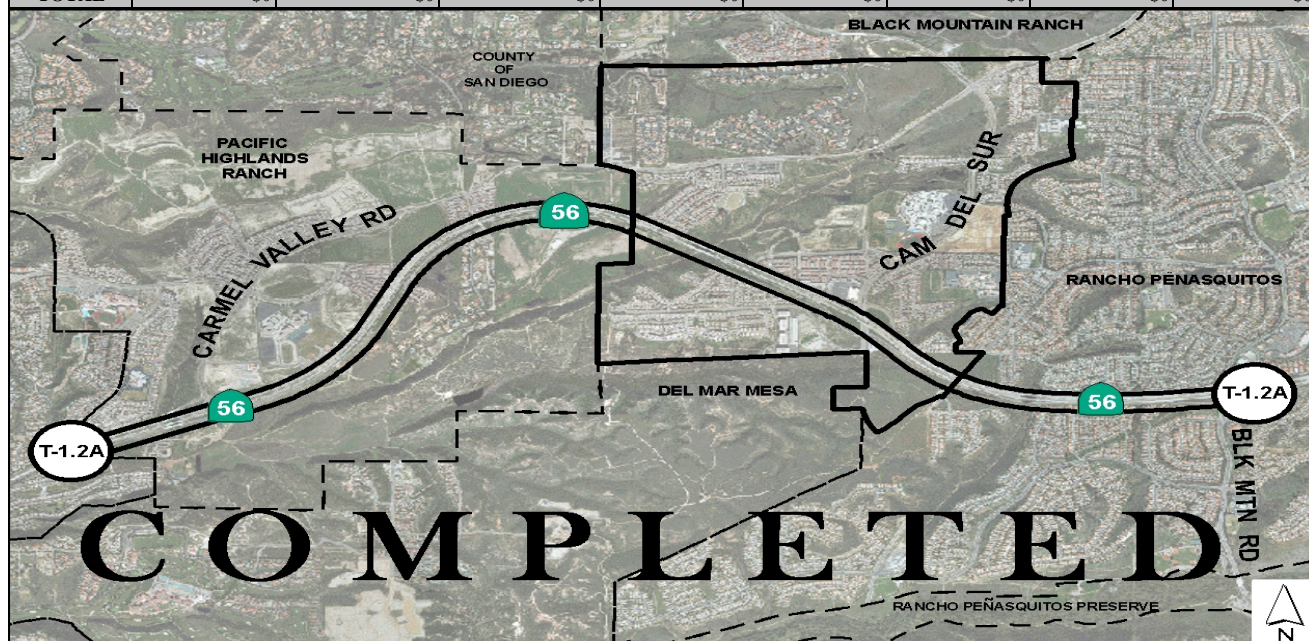 BLACK MOUNTAIN RANCH
COUNTY
OF
SAN DIEGO
PACIFIC
HIGHLANDS
RANCH
CAM DEL SUR
56
CARMEL VALLEY RD
RANCHO PEÑASQUITOS
DEL MAR MESA
56
56
T-1.2A
T-1.2A
BLK MTN RD
COMPLETED
RANCHO PEÑASQUITOS PRESERVE
N